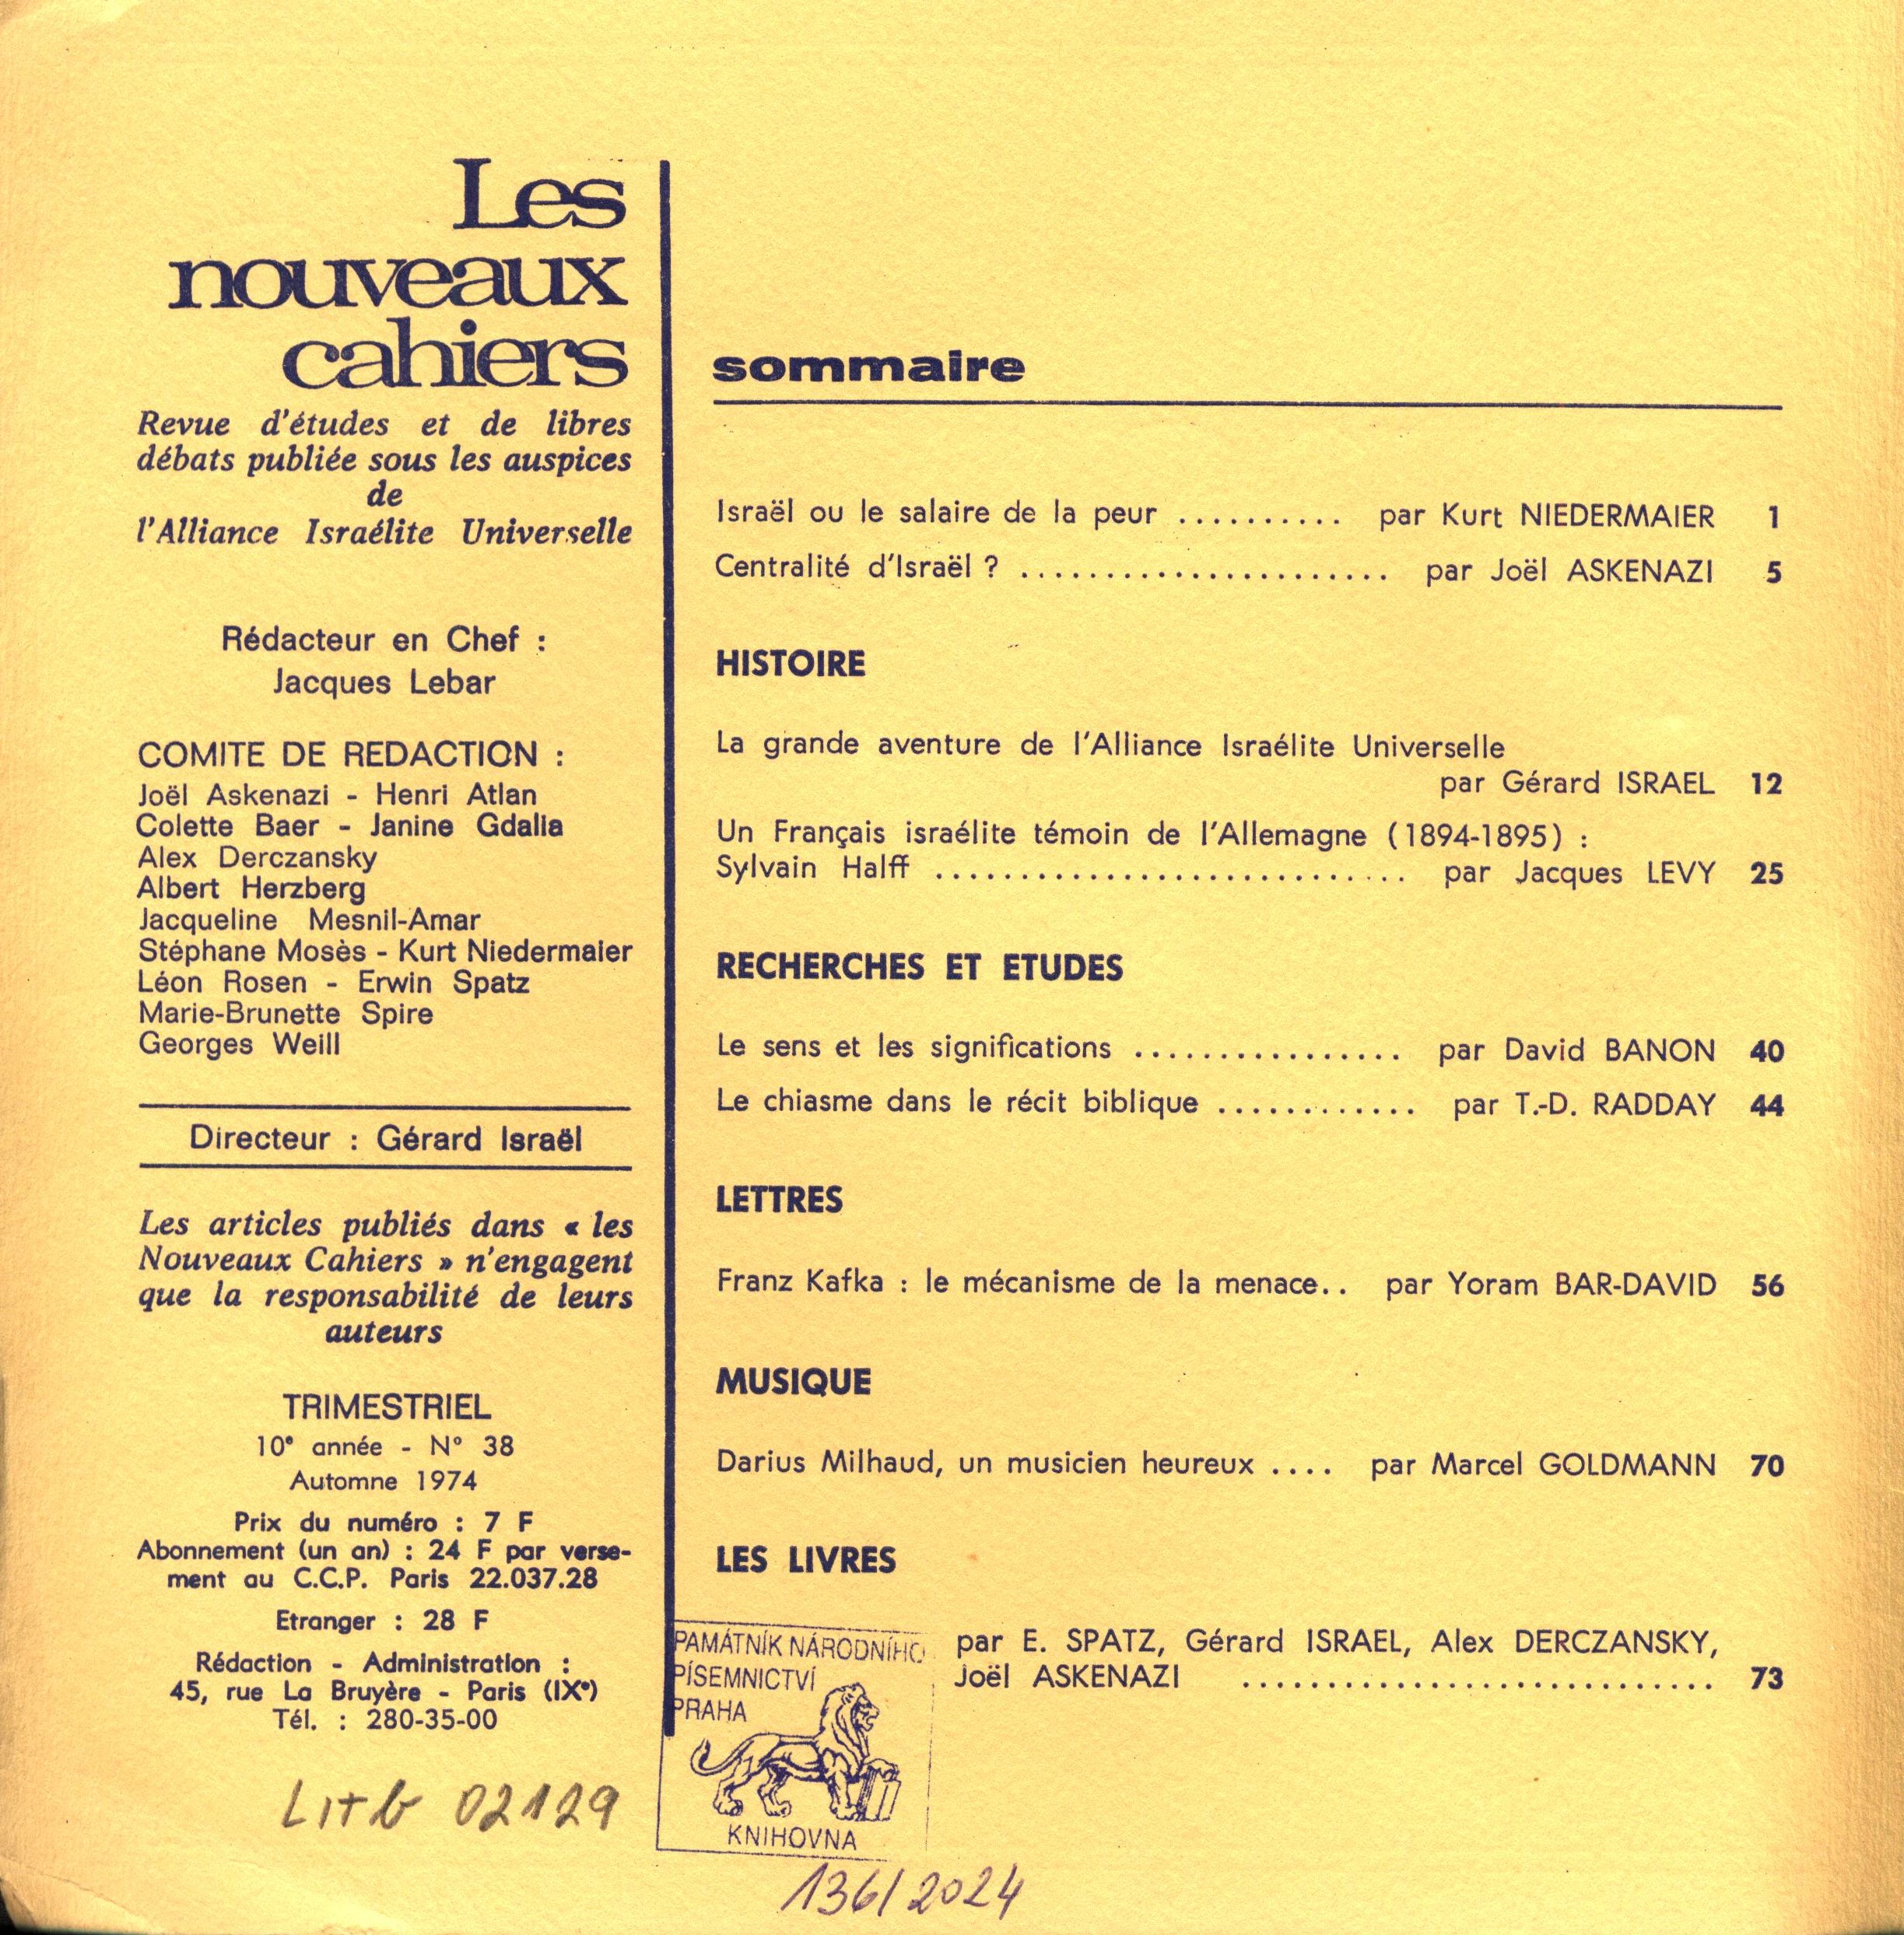 Les
nouveaux
cahiers
Revue d'études et de libres
débats publiée sous les auspices
de
l'Alliance Israélite Universelle
Rédacteur en Chef :
Jacques Lebar
COMITE DE REDACTION :
Joël Askenazi - Henri Atlan
Colette Baer - Janine Gdalia
Alex Derczansky
Albert Herzberg
Jacqueline Mesnil-Amar
Stéphane Mosès - Kurt Niedermaier
Léon Rosen - Erwin Spatz
Marie-Brunette Spire
Georges Weill
Directeur : Gérard Israël
Les articles publiés dans « les
Nouveaux Cahiers » n'engagent
que la responsabilité de leurs
auteurs
TRIMESTRIEL
10e année - N° 38
Automne 1974
Prix du numéro : 7 F
Abonnement (un an) : 24 F par verse-
ment au C.C.P. Paris 22.037.28
Etranger : 28 F
Rédaction - Administration :
45, rue La Bruyère - Paris (IXe)
Tél. : 280-35-00
Lit b 02129
sommaire
Israël ou le salaire de la peur .......... par Kurt NIEDERMAIER 1
Centralité d'Israël ? ...................... par Joël ASKENAZI 5
HISTOIRE
La grande aventure de l'Alliance Israélite Universelle
par Gérard ISRAEL 12
Un Français israélite témoin de l'Allemagne (1894-1895) :
Sylvain Halff ............................ par Jacques LEVY 25
RECHERCHES ET ETUDES
Le sens et les significations ................ par David BANON 40
Le chiasme dans le récit biblique ............ par T.-D. RADDAY 44
LETTRES
Franz Kafka : le mécanisme de la menace.. par Yoram BAR-DAVID 56
MUSIQUE
Darius Milhaud, un musicien heureux .... par Marcel GOLDMANN 70
LES LIVRES
par E. SPATZ, Gérard ISRAEL, Alex DERCZANSKY,
Joël ASKENAZI ............................ 73
PAMÁTNÍK NÁRODNÍHO
PÍSEMNICTVÍ
PRAHA
KNIHOVNA
136/2024